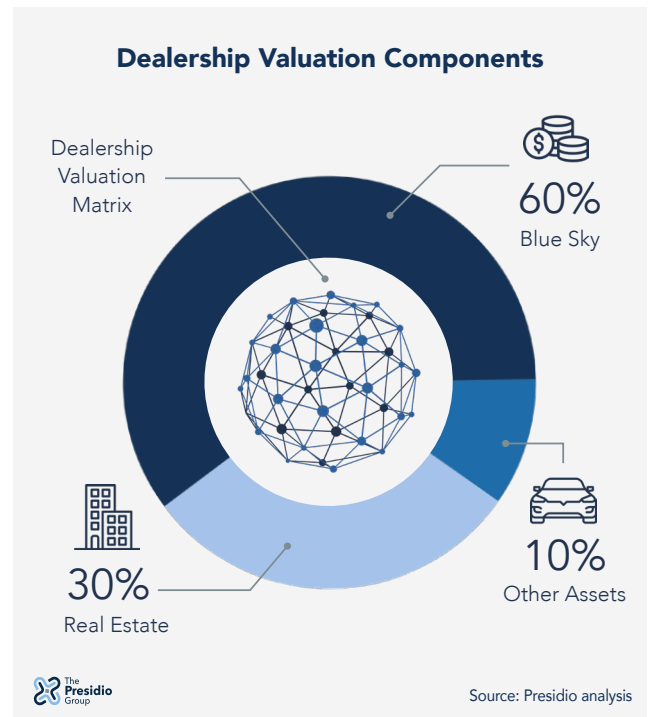 Dealership Valuation Components
Dealership
Valuation
Matrix
$
60%
Blue Sky
30%
Real Estate
10%
Other Assets
The
Presidio
Group
Source: Presidio analysis